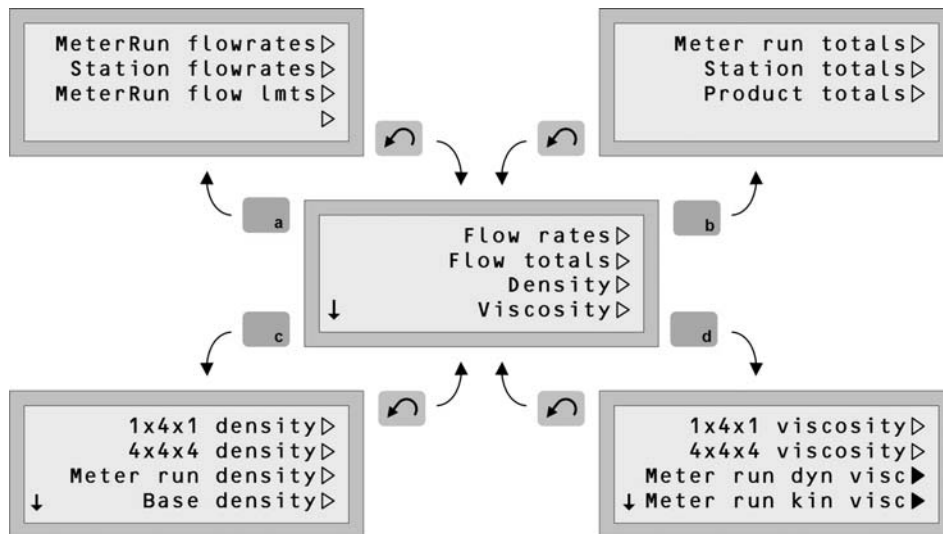 MeterRun flowrates▷
Station flowrates▷
MeterRun flow lmts▷
▷
Meter run totals▷
Station totals▷
Product totals▷
a
b
Flow rates▷
Flow totals▷
Density▷
↓ Viscosity▷
c
d
1x4x1 density▷
4x4x4 density▷
Meter run density▷
↓ Base density▷
1x4x1 viscosity▷
4x4x4 viscosity▷
Meter run dyn visc▶
↓ Meter run kin visc▶